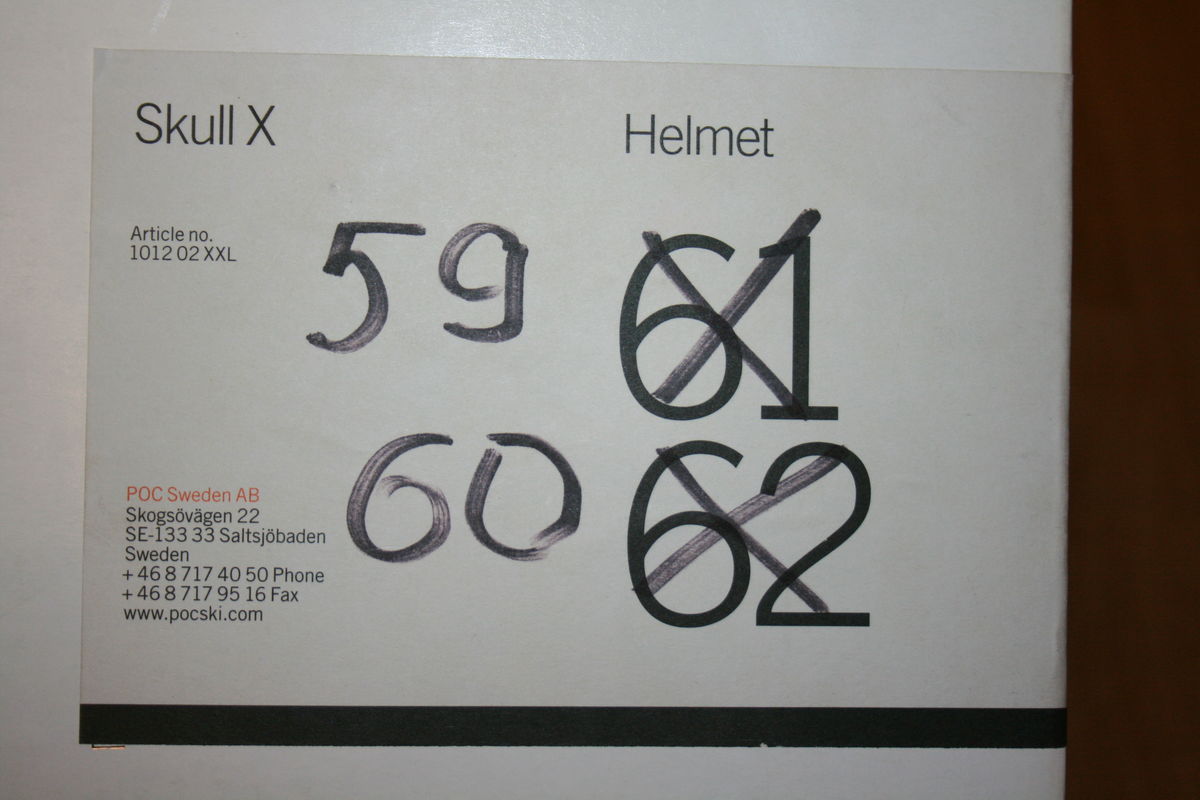 Skull X
Helmet
Article no.
1012 02 XXL
59
61
60
62
POC Sweden AB
Skogsövägen 22
SE-133 33 Saltsjöbaden
Sweden
+ 46 8 717 40 50 Phone
+ 46 8 717 95 16 Fax
www.pocski.com